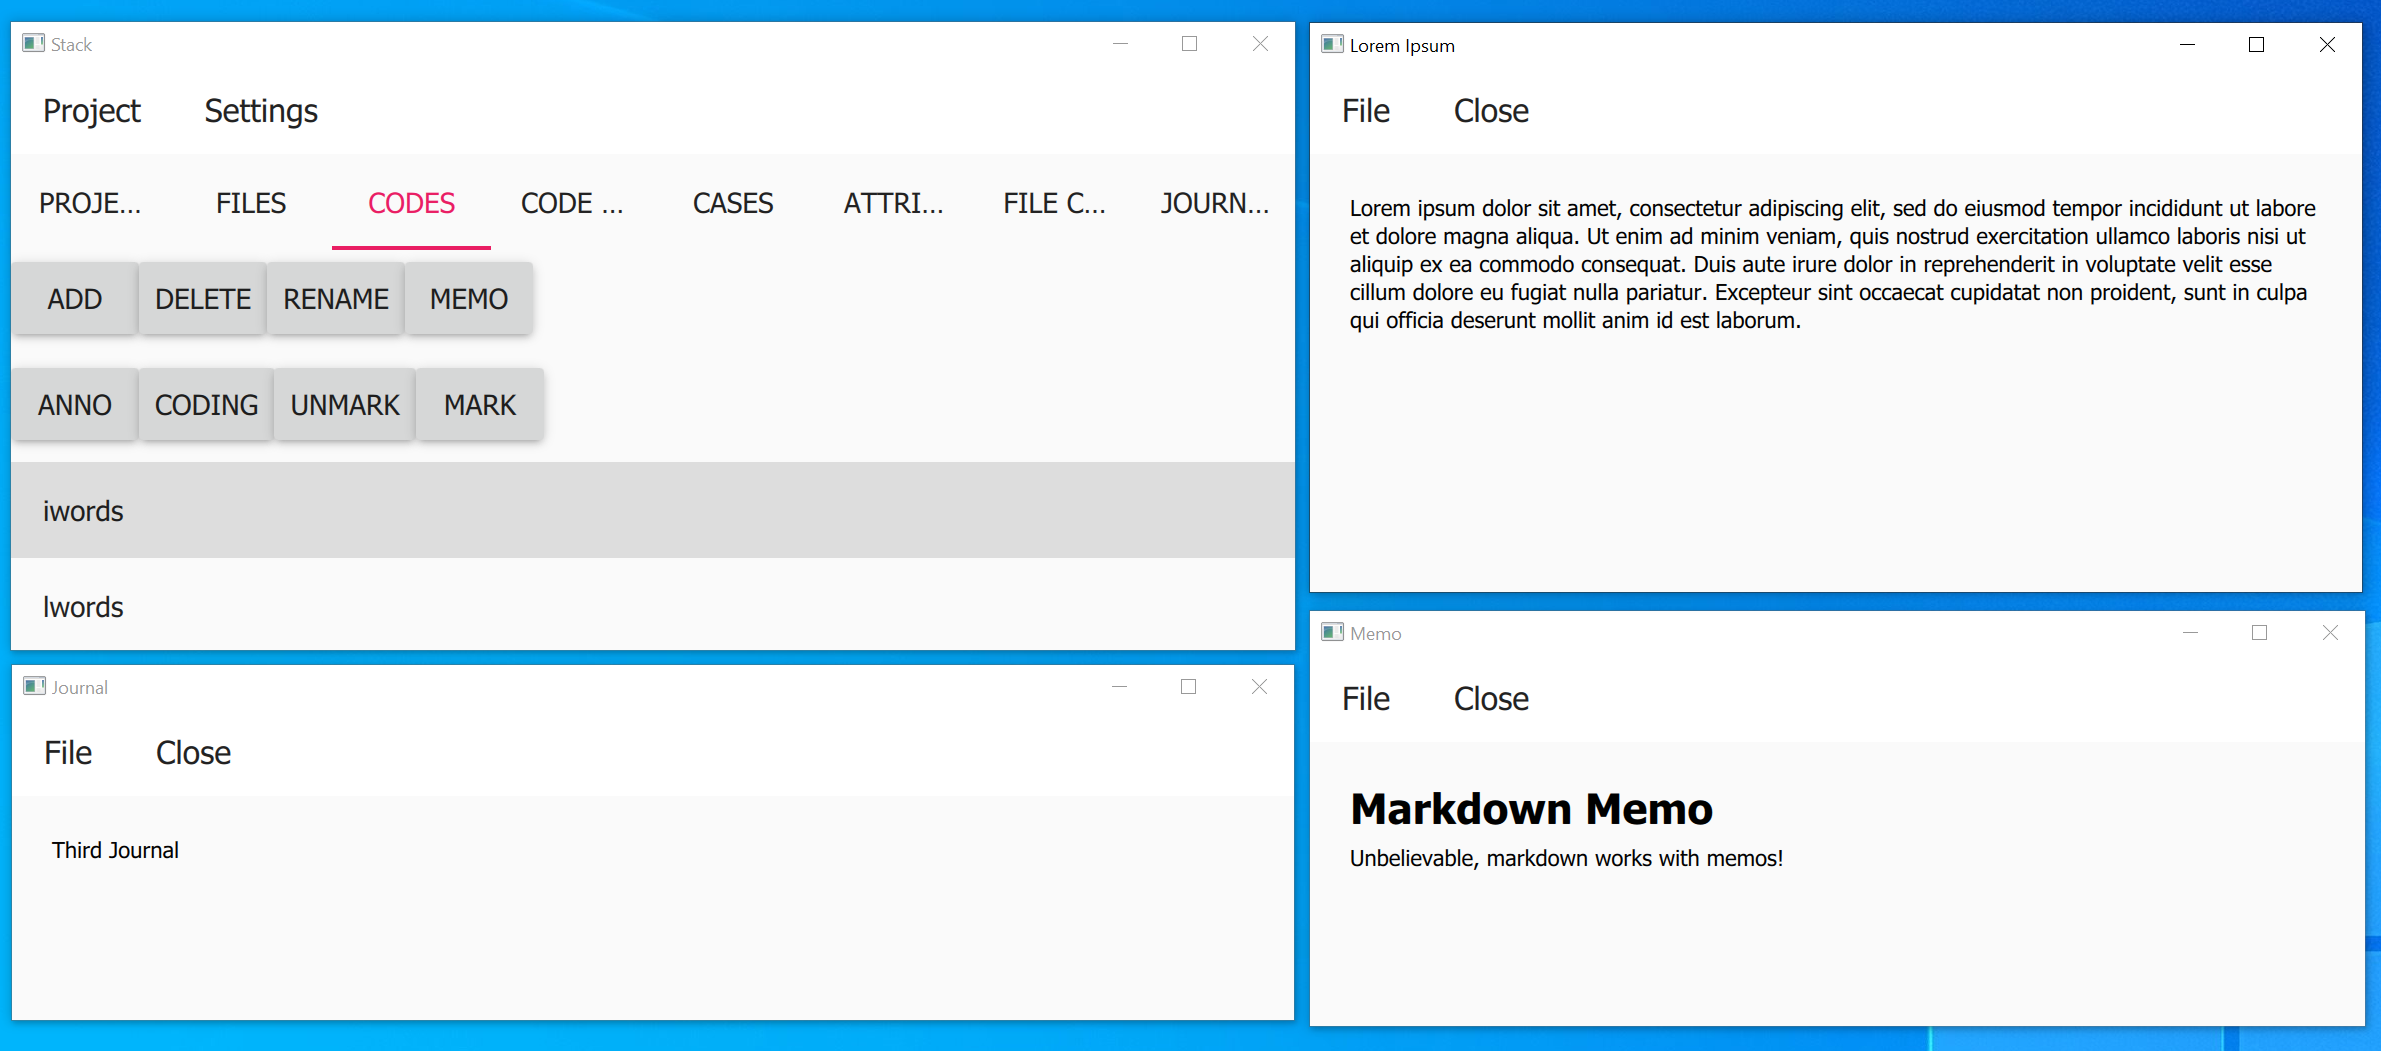 Stack
Project Settings
PROJE... FILES CODES CODE ... CASES ATTRI... FILE C... JOURN...
ADD DELETE RENAME MEMO
ANNO CODING UNMARK MARK
iwords
lwords
Lorem Ipsum
File Close
Lorem ipsum dolor sit amet, consectetur adipiscing elit, sed do eiusmod tempor incididunt ut labore
et dolore magna aliqua. Ut enim ad minim veniam, quis nostrud exercitation ullamco laboris nisi ut
aliquip ex ea commodo consequat. Duis aute irure dolor in reprehenderit in voluptate velit esse
cillum dolore eu fugiat nulla pariatur. Excepteur sint occaecat cupidatat non proident, sunt in culpa
qui officia deserunt mollit anim id est laborum.
Journal
File Close
Third Journal
Memo
File Close
Markdown Memo
Unbelievable, markdown works with memos!